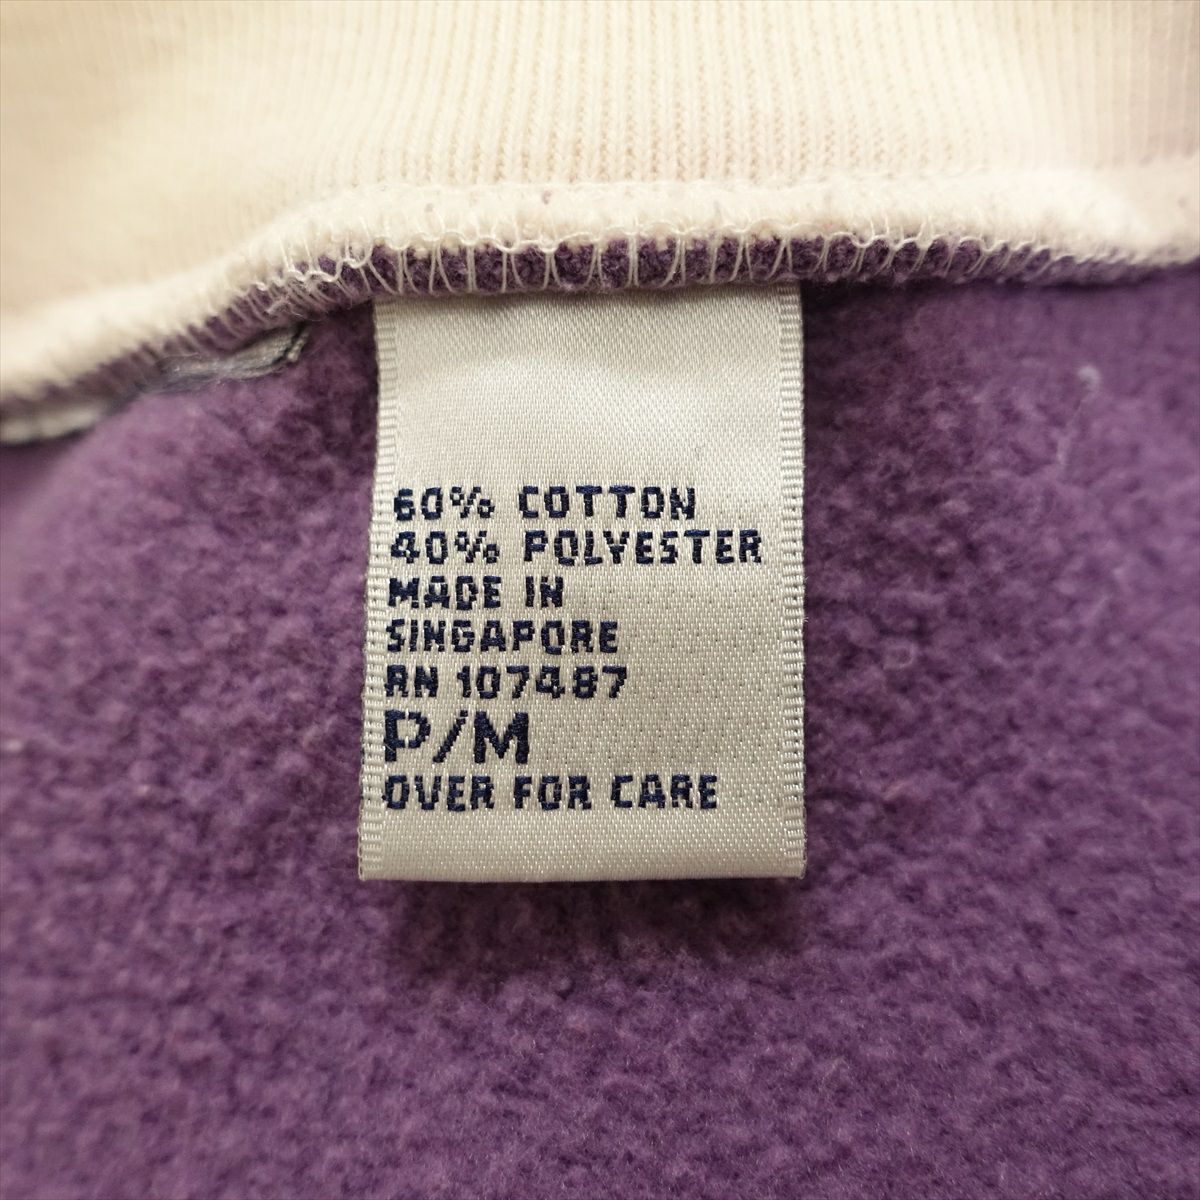 60% COTTON
40% POLYESTER
MADE IN
SINGAPORE
RN 107487
P/M
OVER FOR CARE